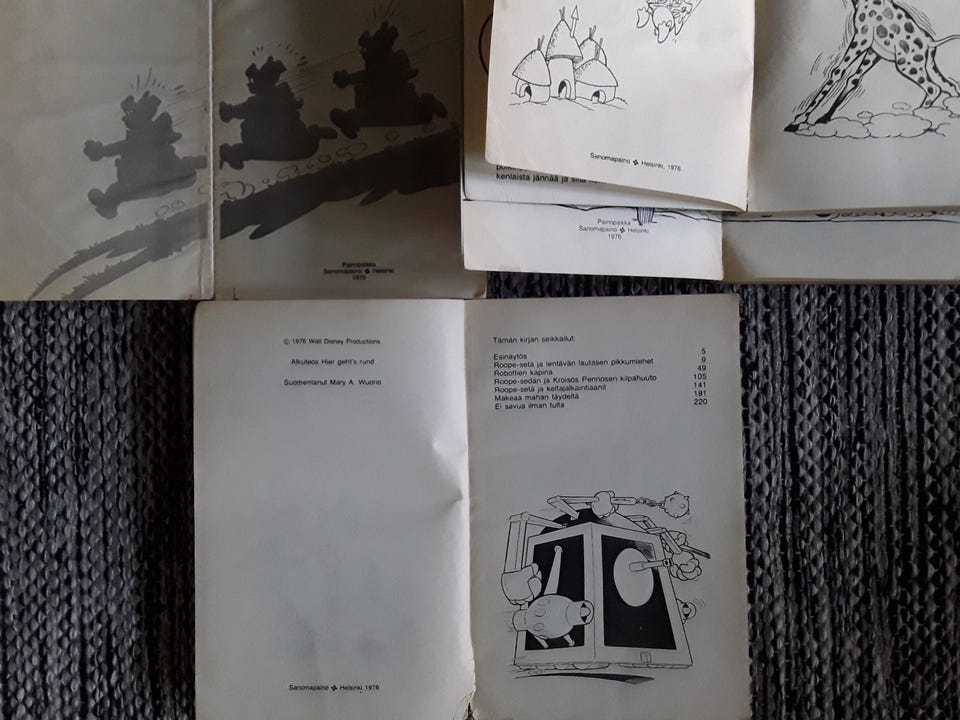 Painopaikka
Sanomapaino Helsinki
1976
Sanomapaino Helsinki, 1976
kenlaista jännää ja
Painopaikka
Sanomapaino Helsinki
1976
© 1976 Walt Disney Productions
Alkuteos Hier geht's rund
Suomentanut Mary A. Wuorio
Sanomapaino Helsinki 1976
Tämän kirjan seikkailut:
Esinäytös 5
Roope-setä ja lentävän lautasen pikkumiehet 9
Robottien kapina 49
Roope-sedän ja Kroisos Pennosen kilpahuuto 105
Roope-setä ja keltajalkaintiaanit 141
Makeaa mahan täydeltä 181
Ei savua ilman tulta 220